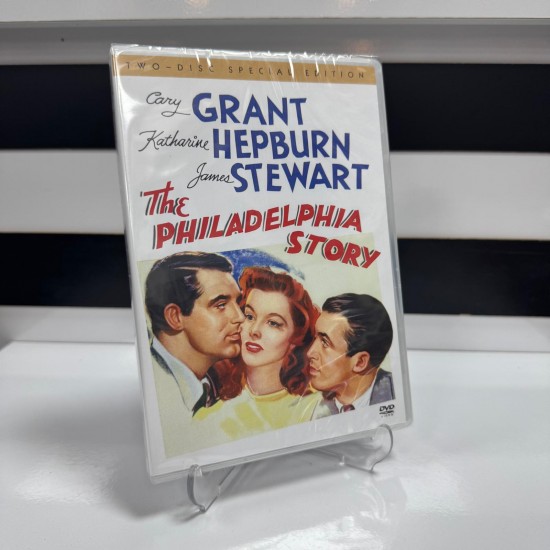 TWO-DISC SPECIAL EDITION
Cary GRANT
Katharine HEPBURN
James STEWART
THE
PHILADELPHIA
STORY
DVD